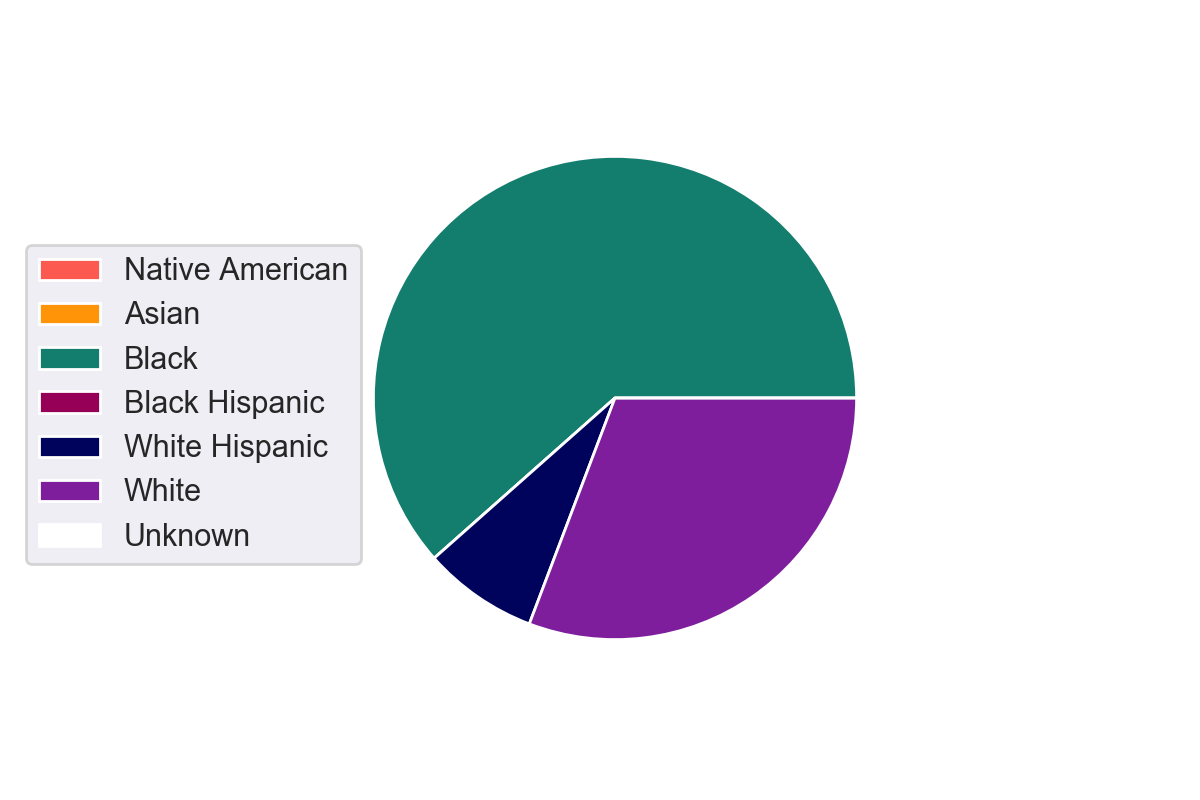 Native American
Asian
Black
Black Hispanic
White Hispanic
White
Unknown